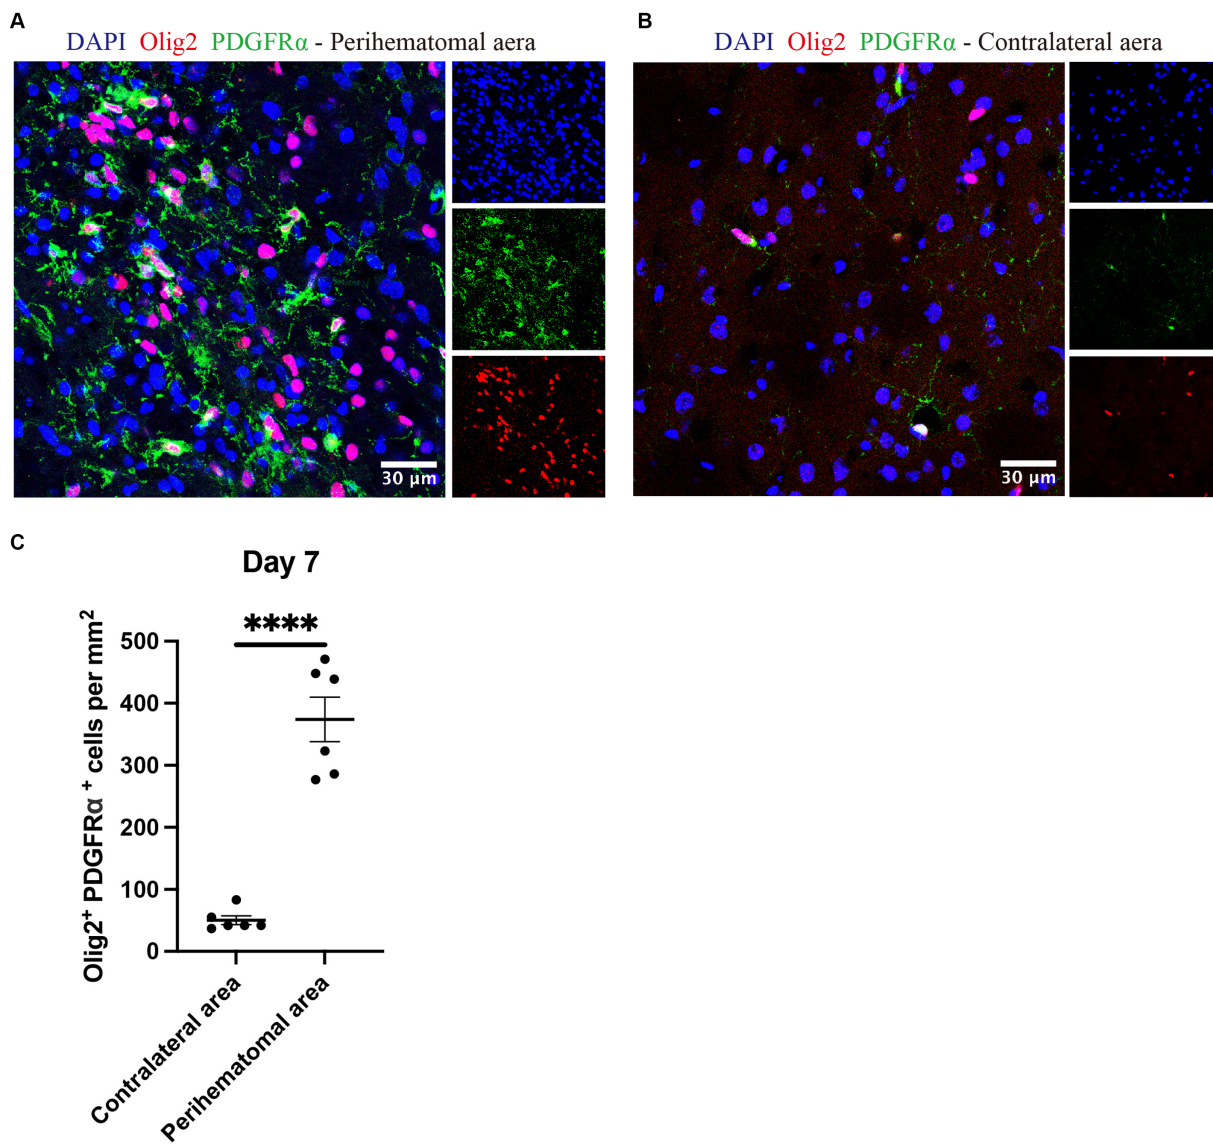 A
DAPI Olig2 PDGFRα - Perihematomal aera
30 μm
B
DAPI Olig2 PDGFRα - Contralateral aera
30 μm
C
Day 7
****
Olig2⁺ PDGFRα ⁺ cells per mm²
500
400
300
200
100
0
Contralateral area
Perihematomal area